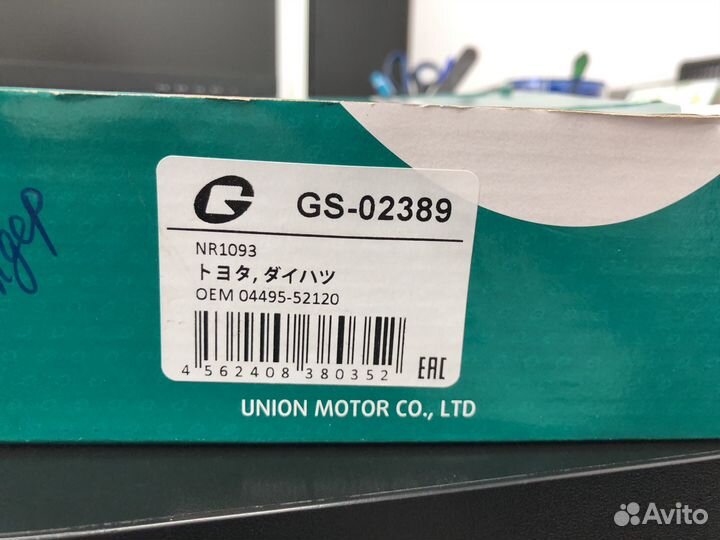 GS-02389
NR1093
トヨタ, ダイハツ
OEM 04495-52120
4 562408 380352
EAC
UNION MOTOR CO., LTD
Avito